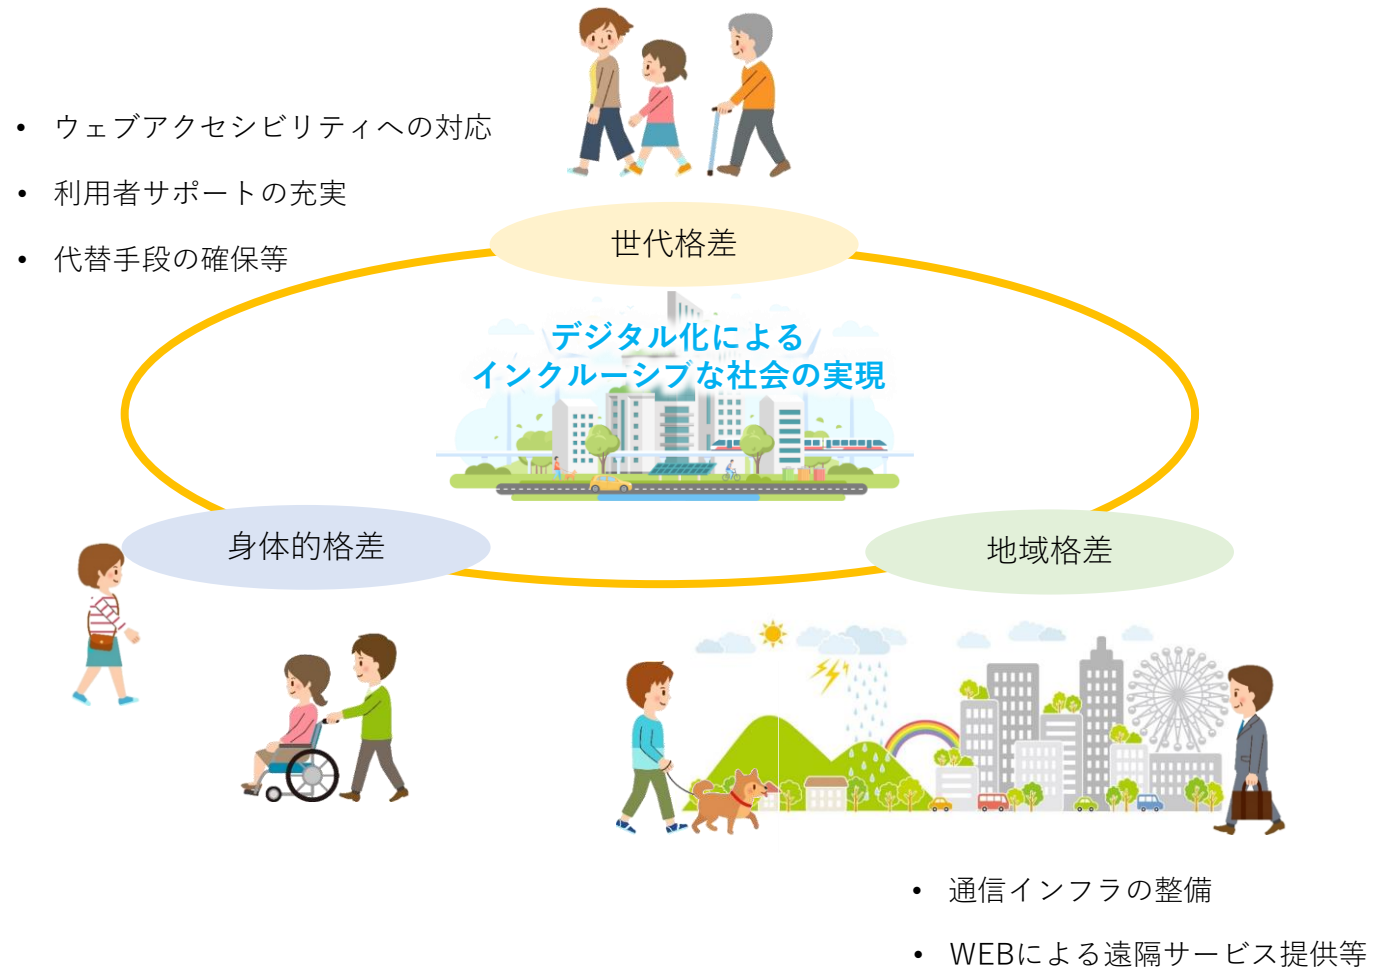 • ウェブアクセシビリティへの対応
• 利用者サポートの充実
• 代替手段の確保等
世代格差
デジタル化による
インクルーシブな社会の実現
身体的格差
地域格差
• 通信インフラの整備
• WEBによる遠隔サービス提供等